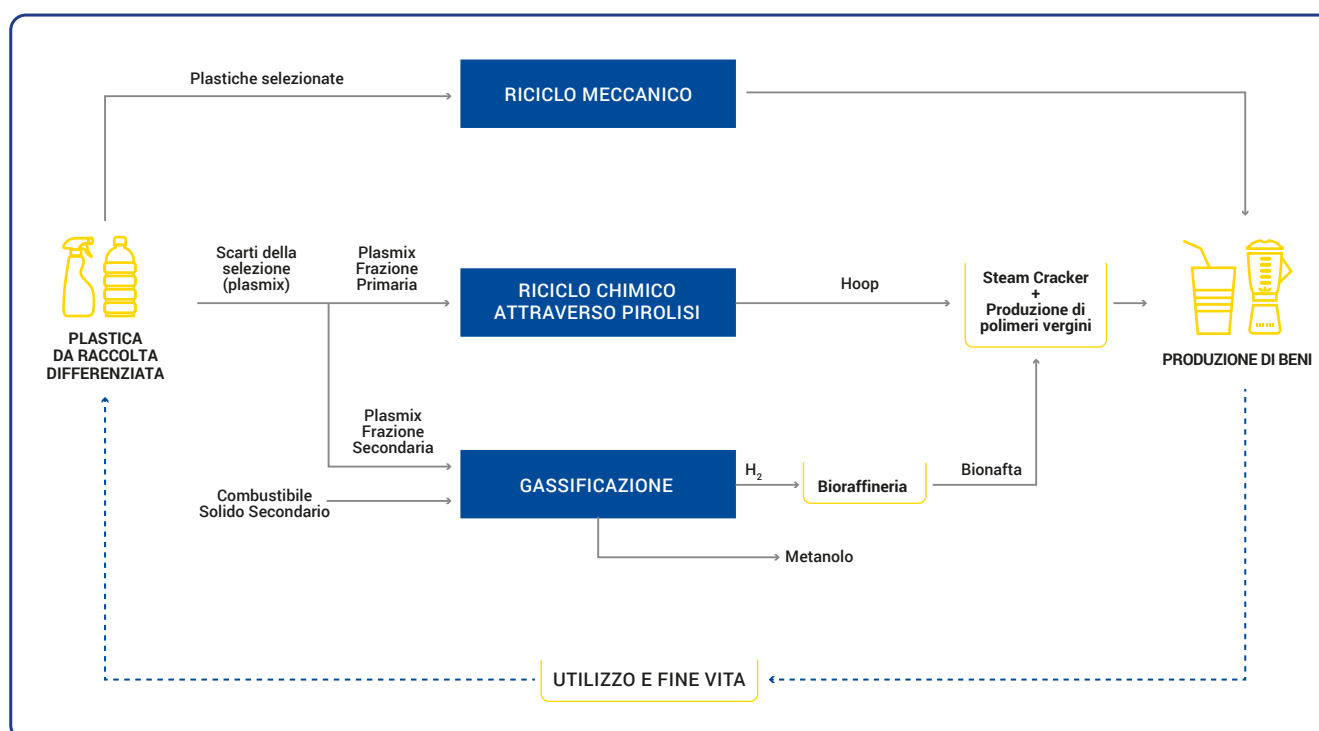 Plastiche selezionate
RICICLO MECCANICO
Scarti della
selezione
(plasmix)
Plasmix
Frazione
Primaria
RICICLO CHIMICO
ATTRAVERSO PIROLISI
Hoop
Steam Cracker
+
Produzione di
polimeri vergini
PLASTICA
DA RACCOLTA
DIFFERENZIATA
PRODUZIONE DI BENI
Plasmix
Frazione
Secondaria
Combustibile
Solido Secondario
GASSIFICAZIONE
H₂
Bioraffineria
Bionafta
Metanolo
UTILIZZO E FINE VITA